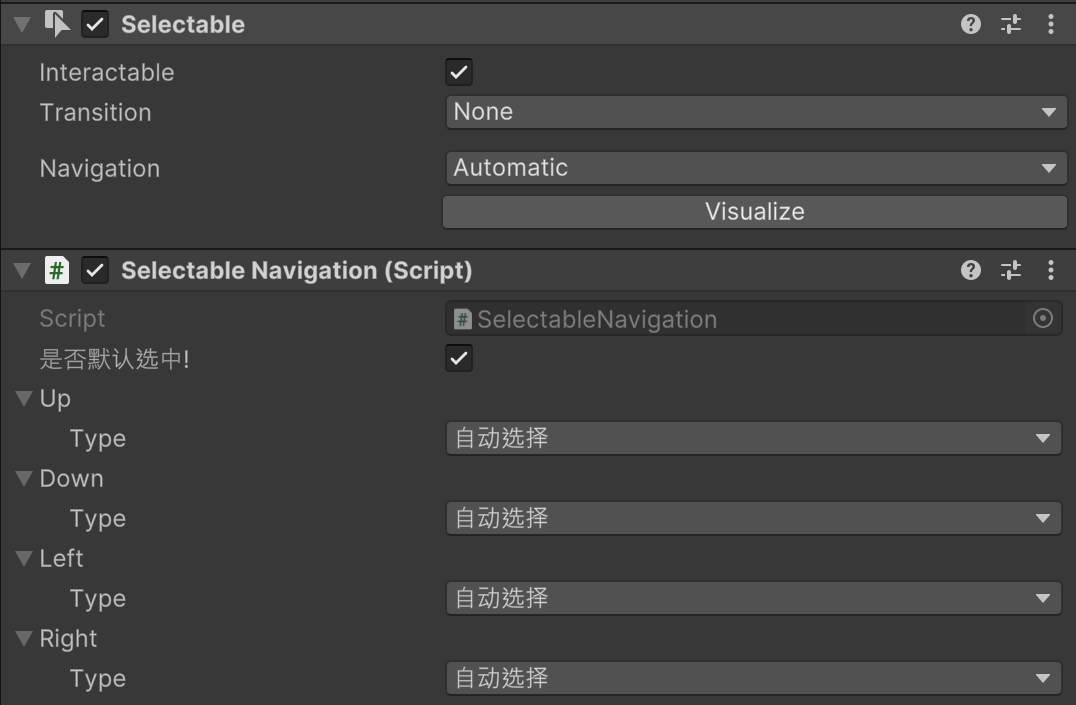 Selectable
Interactable
Transition None
Navigation Automatic
Visualize
# Selectable Navigation (Script)
Script # SelectableNavigation
是否默认选中!
Up
Type 自动选择
Down
Type 自动选择
Left
Type 自动选择
Right
Type 自动选择